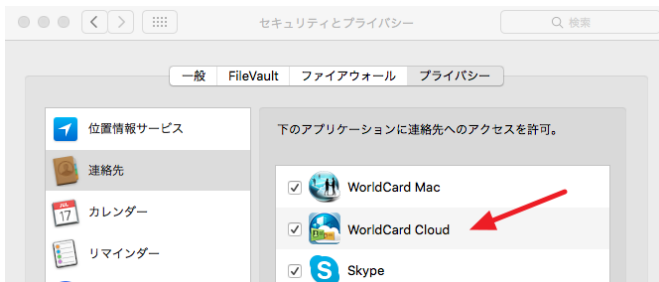 セキュリティとプライバシー
検索
一般 FileVault ファイアウォール プライバシー
位置情報サービス
連絡先
カレンダー
リマインダー
下のアプリケーションに連絡先へのアクセスを許可。
WorldCard Mac
WorldCard Cloud
Skype
JUL
17